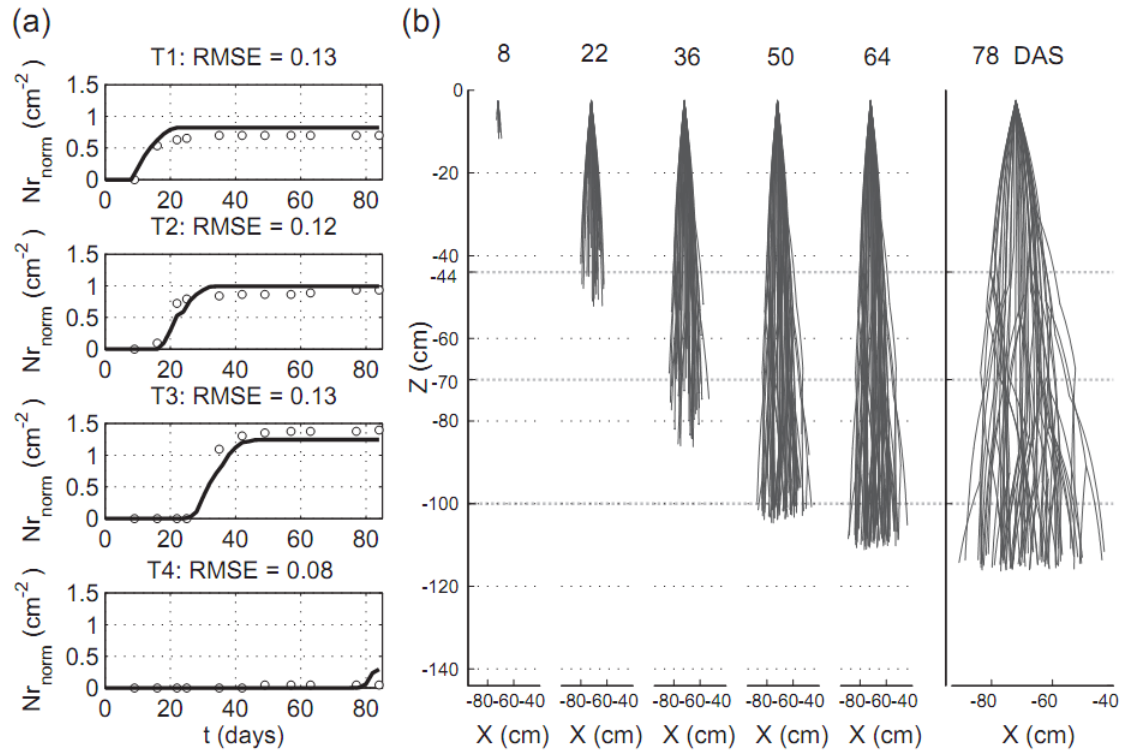 (a)
T1: RMSE = 0.13
1.5
1
0.5
0
0 20 40 60 80
Nr_norm (cm^-2)
T2: RMSE = 0.12
1.5
1
0.5
0
0 20 40 60 80
Nr_norm (cm^-2)
T3: RMSE = 0.13
1.5
1
0.5
0
0 20 40 60 80
Nr_norm (cm^-2)
T4: RMSE = 0.08
1.5
1
0.5
0
0 20 40 60 80
Nr_norm (cm^-2)
t (days)
(b)
8 22 36 50 64 78 DAS
0
-20
-40
-44
-60
-70
-80
-100
-120
-140
Z (cm)
-80-60-40 -80-60-40 -80-60-40 -80-60-40 -80-60-40 -80 -60 -40
X (cm) X (cm) X (cm) X (cm) X (cm) X (cm)